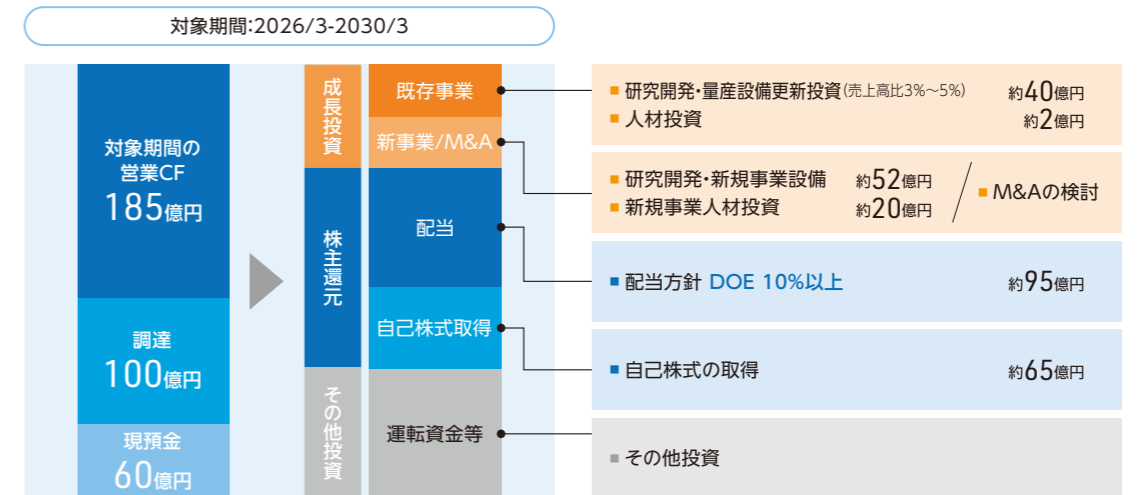 対象期間:2026/3-2030/3
対象期間の
営業CF
185億円
調達
100億円
現預金
60億円
成長投資
株主還元
その他投資
既存事業
新事業/M&A
配当
自己株式取得
運転資金等
■ 研究開発・量産設備更新投資(売上高比3%〜5%) 約40億円
■ 人材投資 約2億円
■ 研究開発・新規事業設備 約52億円
■ 新規事業人材投資 約20億円
■ M&Aの検討
■ 配当方針 DOE 10%以上 約95億円
■ 自己株式の取得 約65億円
■ その他投資